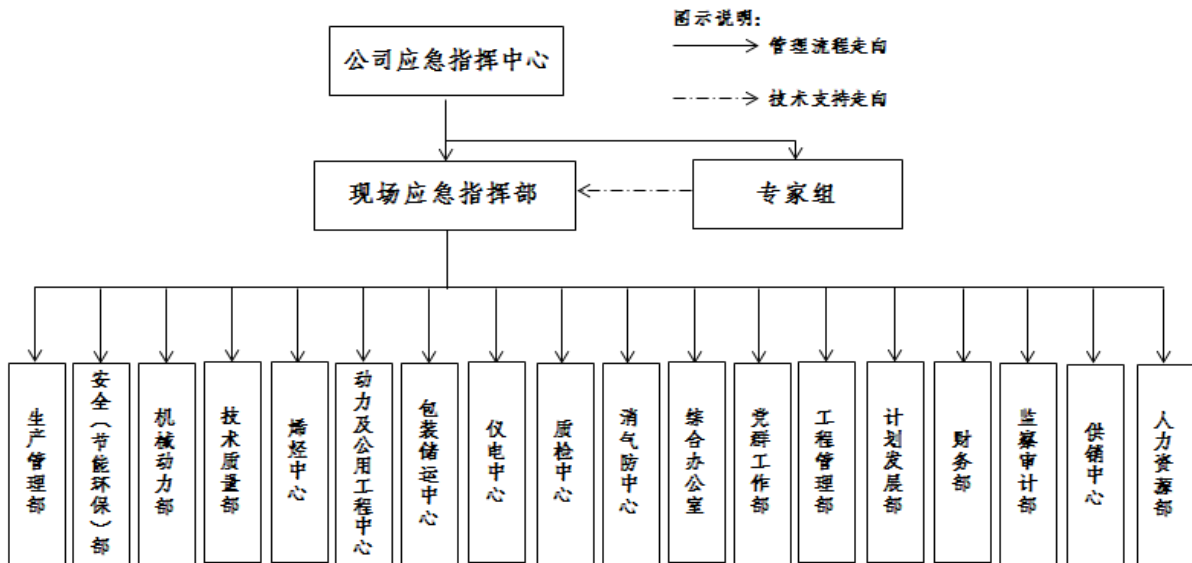 图示说明:
管理流程走向
技术支持走向
公司应急指挥中心
现场应急指挥部
专家组
生产管理部
安全（节能环保）部
机械动力部
技术质量部
烯烃中心
动力及公用工程中心
包装储运中心
仪电中心
质检中心
消气防中心
综合办公室
党群工作部
工程管理部
计划发展部
财务部
监察审计部
供销中心
人力资源部